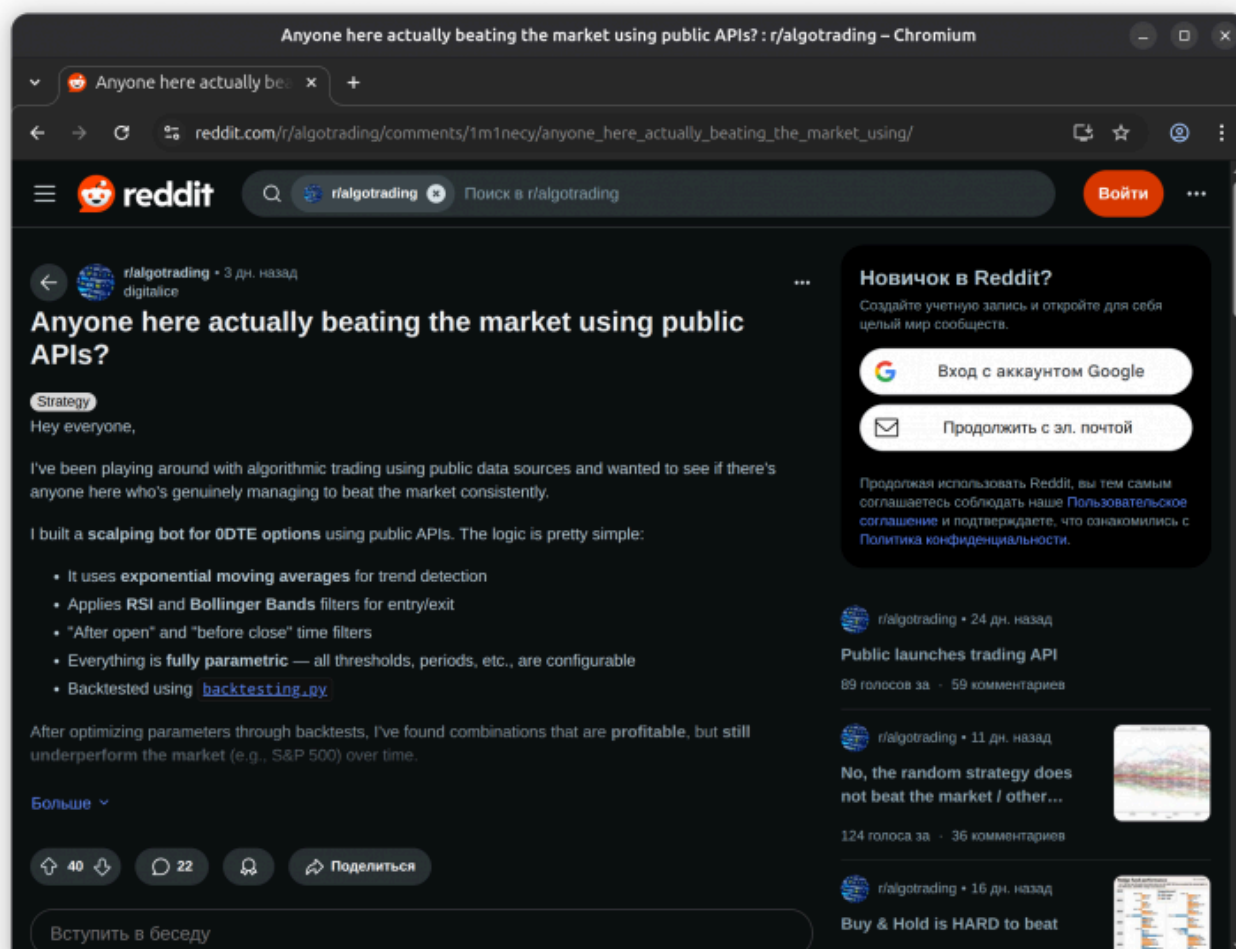 Anyone here actually beating the market using public APIs? : r/algotrading – Chromium
Anyone here actually bea
reddit.com/r/algotrading/comments/1m1necy/anyone_here_actually_beating_the_market_using/
reddit
r/algotrading
Поиск в r/algotrading
Войти
r/algotrading • 3 дн. назад
digitalice
Anyone here actually beating the market using public
APIs?
Strategy
Hey everyone,
I've been playing around with algorithmic trading using public data sources and wanted to see if there's
anyone here who's genuinely managing to beat the market consistently.
I built a scalping bot for 0DTE options using public APIs. The logic is pretty simple:
• It uses exponential moving averages for trend detection
• Applies RSI and Bollinger Bands filters for entry/exit
• "After open" and "before close" time filters
• Everything is fully parametric — all thresholds, periods, etc., are configurable
• Backtested using backtesting.py
After optimizing parameters through backtests, I've found combinations that are profitable, but still
underperform the market (e.g., S&P 500) over time.
Больше
40
22
Поделиться
Вступить в беседу
Новичок в Reddit?
Создайте учетную запись и откройте для себя
целый мир сообществ.
Вход с аккаунтом Google
Продолжить с эл. почтой
Продолжая использовать Reddit, вы тем самым
соглашаетесь соблюдать наше Пользовательское
соглашение и подтверждаете, что ознакомились с
Политика конфиденциальности.
r/algotrading • 24 дн. назад
Public launches trading API
89 голосов за · 59 комментариев
r/algotrading • 11 дн. назад
No, the random strategy does
not beat the market / other…
124 голоса за · 36 комментариев
r/algotrading • 16 дн. назад
Buy & Hold is HARD to beat